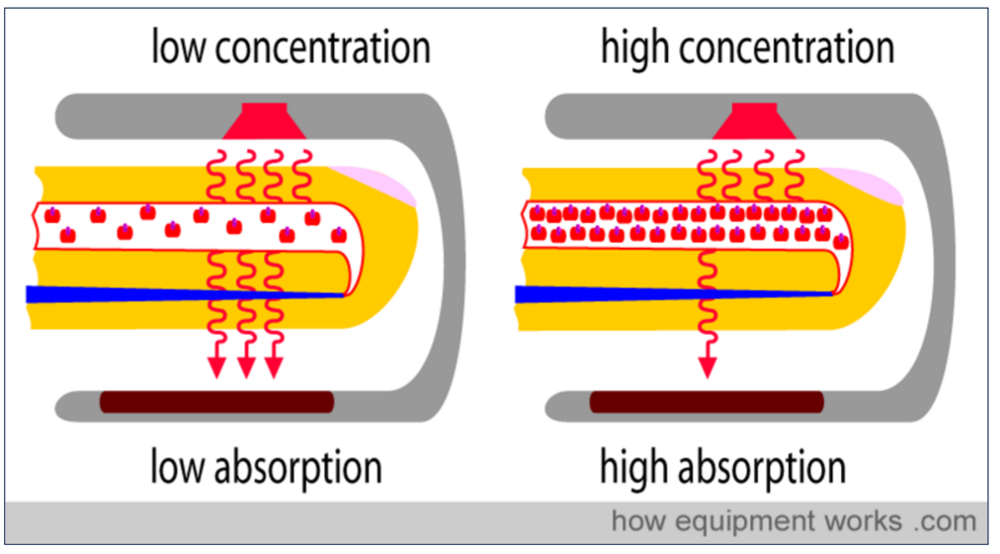 low concentration
high concentration
low absorption
high absorption
how equipment works .com